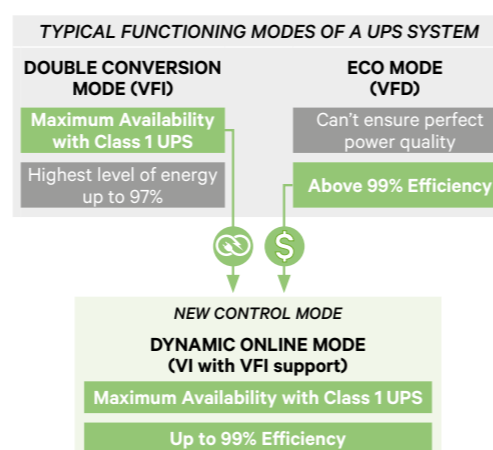 TYPICAL FUNCTIONING MODES OF A UPS SYSTEM
DOUBLE CONVERSION
MODE (VFI)
Maximum Availability
with Class 1 UPS
Highest level of energy
up to 97%
ECO MODE
(VFD)
Can't ensure perfect
power quality
Above 99% Efficiency
$
NEW CONTROL MODE
DYNAMIC ONLINE MODE
(VI with VFI support)
Maximum Availability with Class 1 UPS
Up to 99% Efficiency